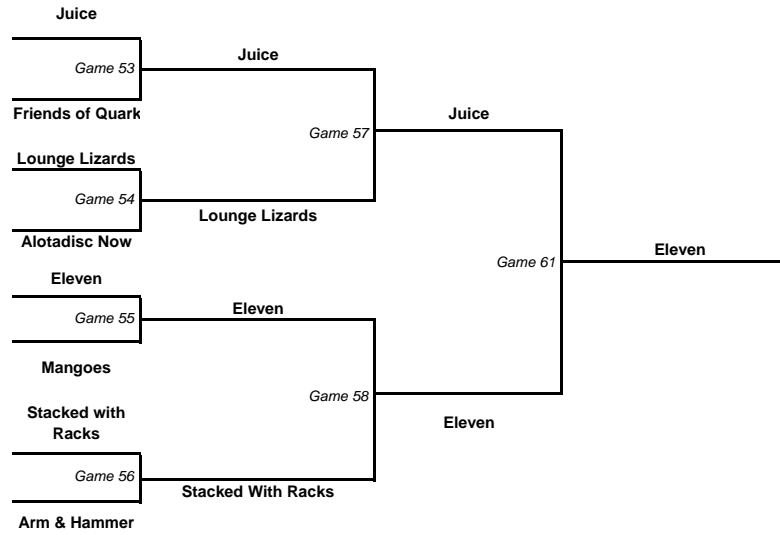 Juice
Game 53
Juice
Friends of Quark
Game 57
Juice
Lounge Lizards
Game 54
Lounge Lizards
Alotadisc Now
Game 61
Eleven
Eleven
Game 55
Eleven
Mangoes
Game 58
Eleven
Stacked with
Racks
Game 56
Stacked With Racks
Arm & Hammer